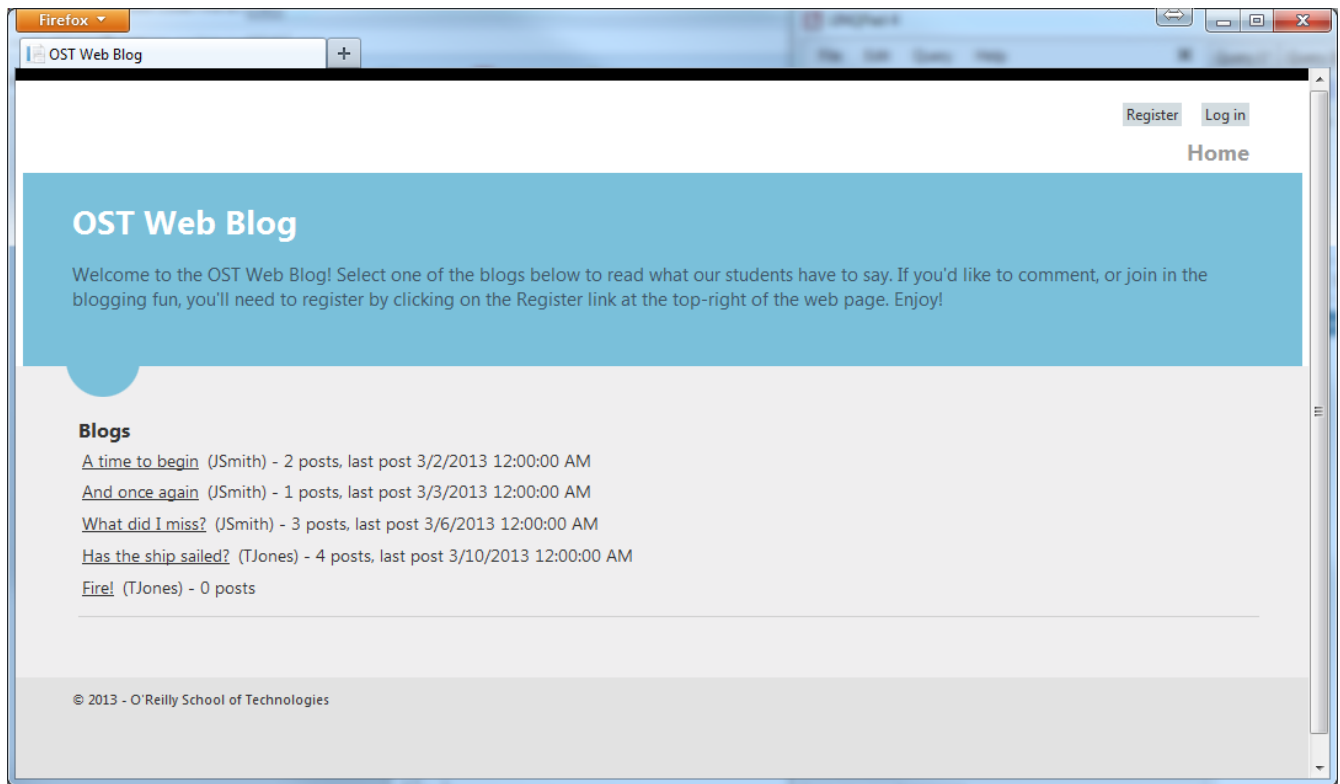 Firefox
OST Web Blog
File Edit Query Help
Register Log in
Home
OST Web Blog
Welcome to the OST Web Blog! Select one of the blogs below to read what our students have to say. If you'd like to comment, or join in the
blogging fun, you'll need to register by clicking on the Register link at the top-right of the web page. Enjoy!
Blogs
A time to begin (JSmith) - 2 posts, last post 3/2/2013 12:00:00 AM
And once again (JSmith) - 1 posts, last post 3/3/2013 12:00:00 AM
What did I miss? (JSmith) - 3 posts, last post 3/6/2013 12:00:00 AM
Has the ship sailed? (TJones) - 4 posts, last post 3/10/2013 12:00:00 AM
Fire! (TJones) - 0 posts
© 2013 - O'Reilly School of Technologies